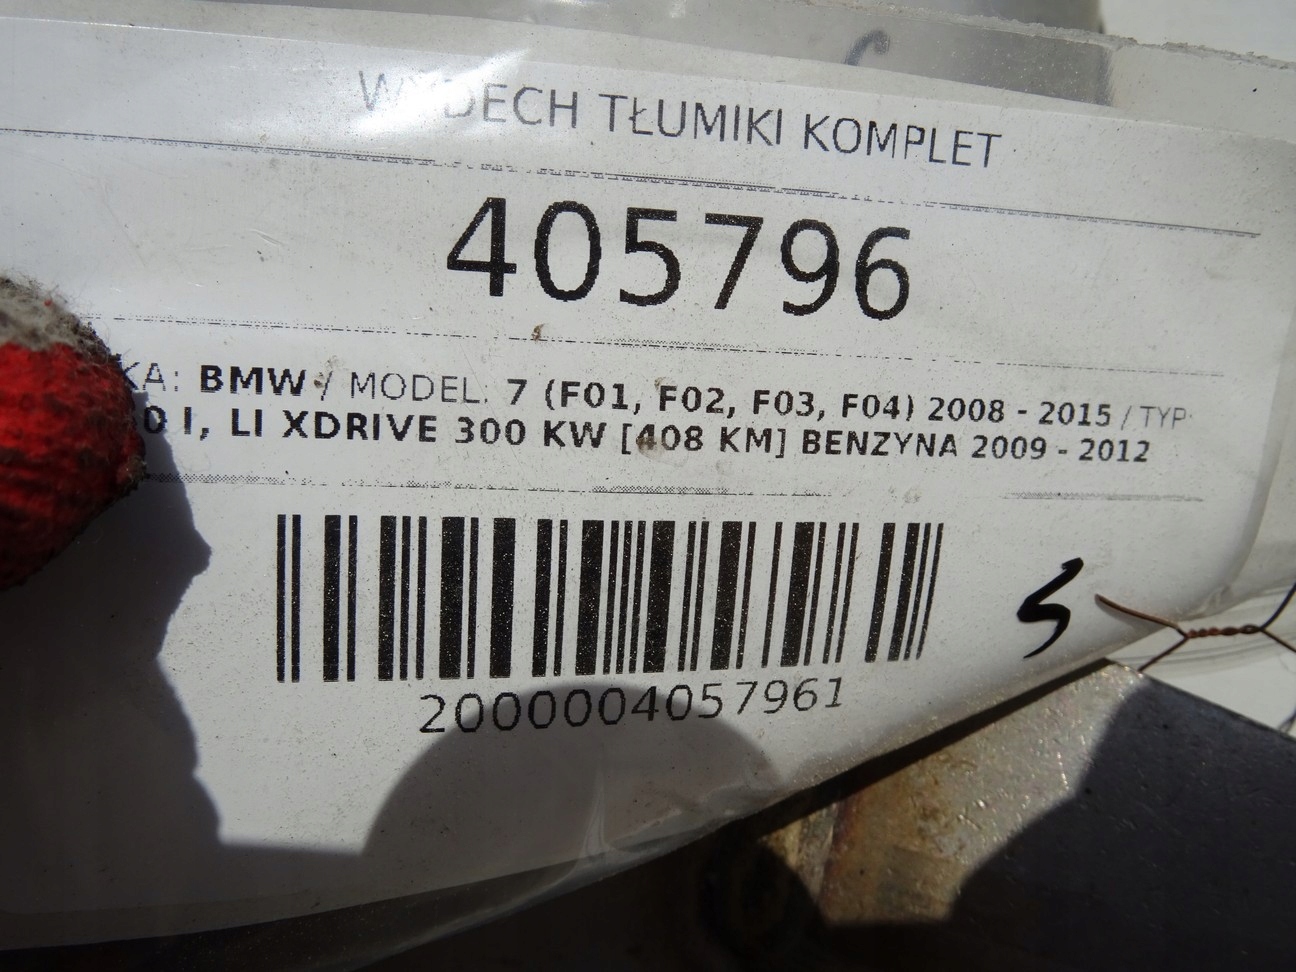 WYDECH TŁUMIKI KOMPLET
405796
KA: BMW / MODEL: 7 (F01, F02, F03, F04) 2008 - 2015 / TYP:
0 I, LI XDRIVE 300 KW [408 KM] BENZYNA 2009 - 2012
2000004057961
S